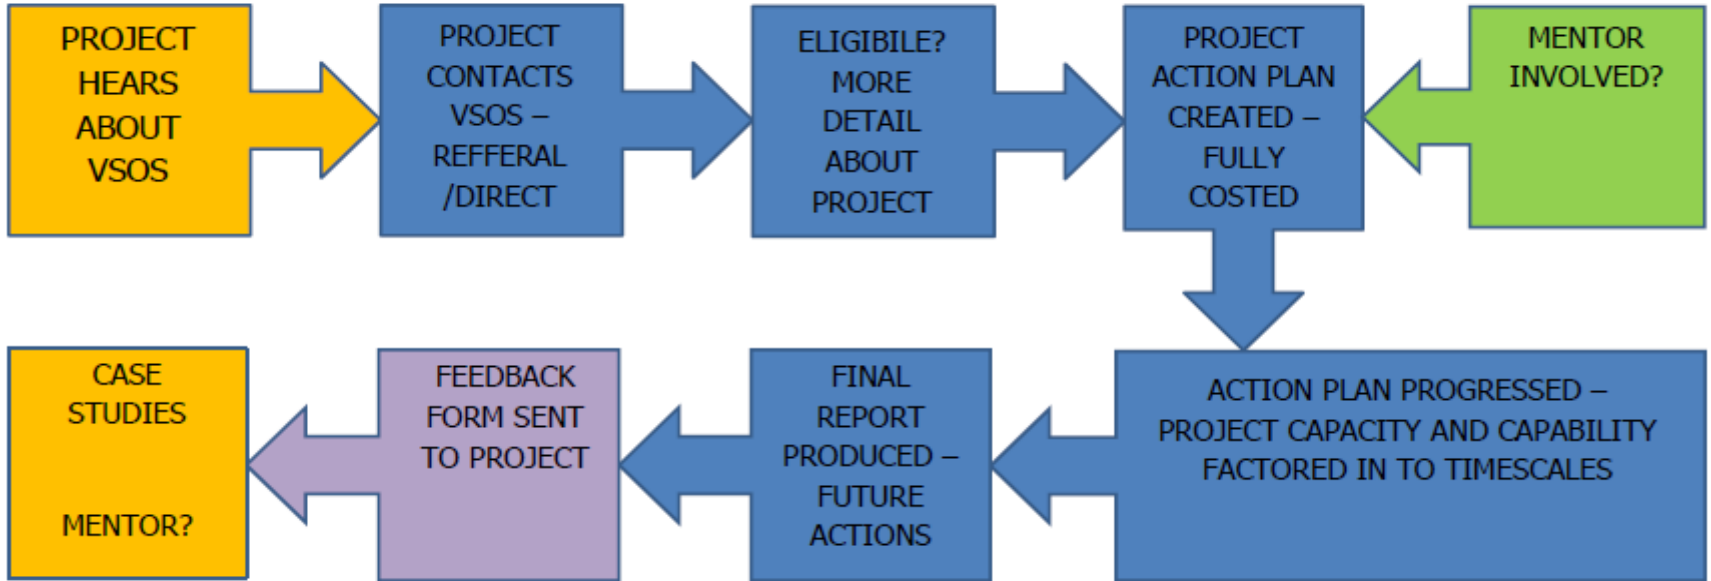 PROJECT
HEARS
ABOUT
VSOS
PROJECT
CONTACTS
VSOS –
REFFERAL
/DIRECT
ELIGIBILE?
MORE
DETAIL
ABOUT
PROJECT
PROJECT
ACTION PLAN
CREATED –
FULLY
COSTED
MENTOR
INVOLVED?
ACTION PLAN PROGRESSED –
PROJECT CAPACITY AND CAPABILITY
FACTORED IN TO TIMESCALES
FINAL
REPORT
PRODUCED –
FUTURE
ACTIONS
FEEDBACK
FORM SENT
TO PROJECT
CASE
STUDIES
MENTOR?